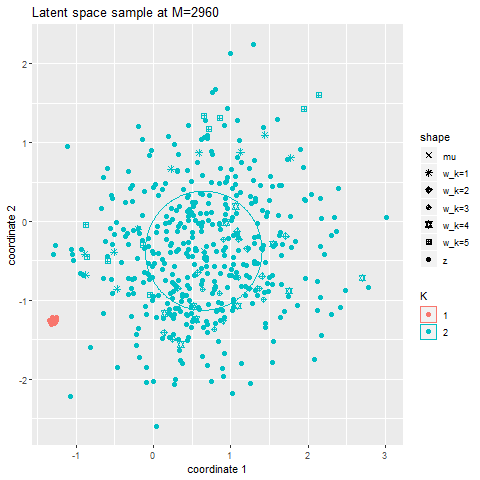 Latent space sample at M=2960
2
1
0
-1
-2
coordinate 2
-1
0
1
2
3
coordinate 1
shape
mu
w_k=1
w_k=2
w_k=3
w_k=4
w_k=5
z
K
1
2